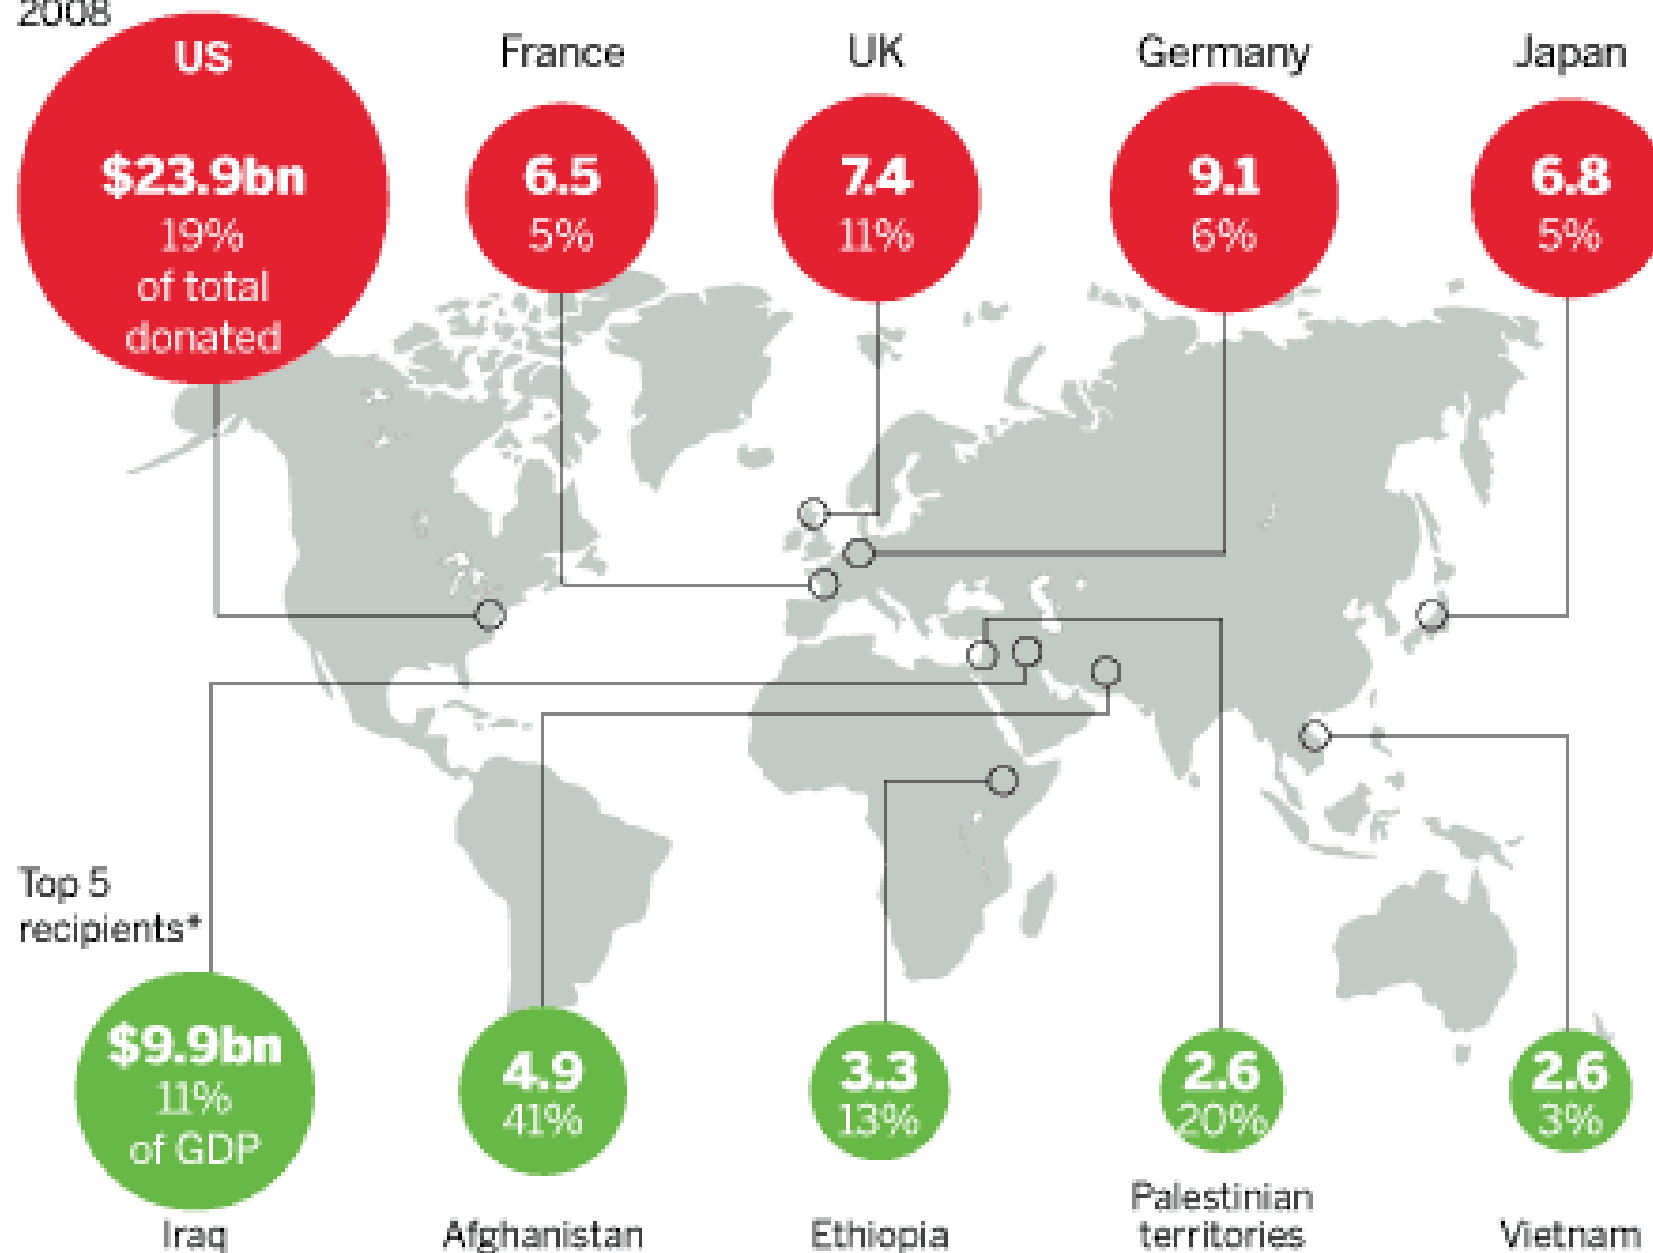 2008
US
$23.9bn
19%
of total
donated
France
6.5
5%
UK
7.4
11%
Germany
9.1
6%
Japan
6.8
5%
Top 5
recipients*
$9.9bn
11%
of GDP
Iraq
4.9
41%
Afghanistan
3.3
13%
Ethiopia
2.6
20%
Palestinian
territories
2.6
3%
Vietnam